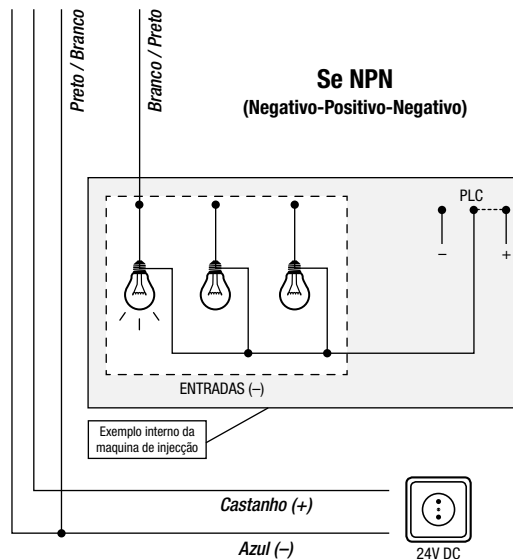 Preto / Branco
Branco / Preto
Se NPN
(Negativo-Positivo-Negativo)
PLC
– +
ENTRADAS (–)
Exemplo interno da
maquina de injecção
Castanho (+)
Azul (–)
24V DC